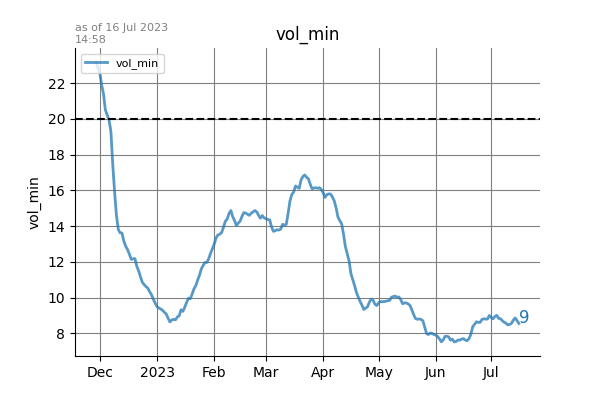 as of 16 Jul 2023
14:58
vol_min
vol_min
22
20
18
16
14
12
10
8
vol_min
9
Dec
2023
Feb
Mar
Apr
May
Jun
Jul